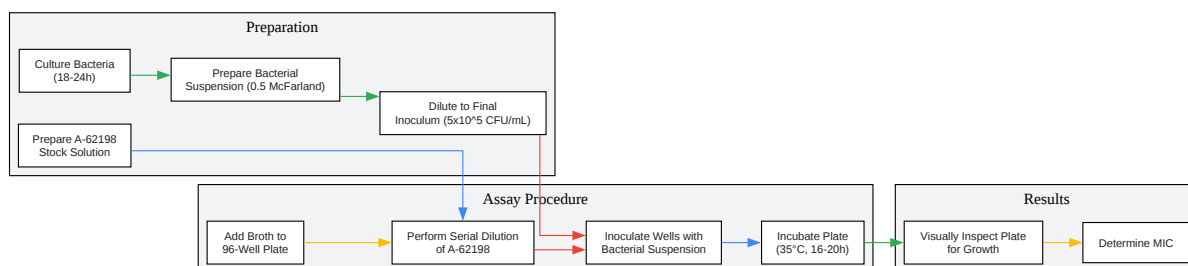 Preparation
Culture Bacteria
(18-24h)
Prepare Bacterial
Suspension (0.5 McFarland)
Dilute to Final
Inoculum (5x10^5 CFU/mL)
Prepare A-62198
Stock Solution
Assay Procedure
Add Broth to
96-Well Plate
Perform Serial Dilution
of A-62198
Inoculate Wells with
Bacterial Suspension
Incubate Plate
(35°C, 16-20h)
Results
Visually Inspect Plate
for Growth
Determine MIC